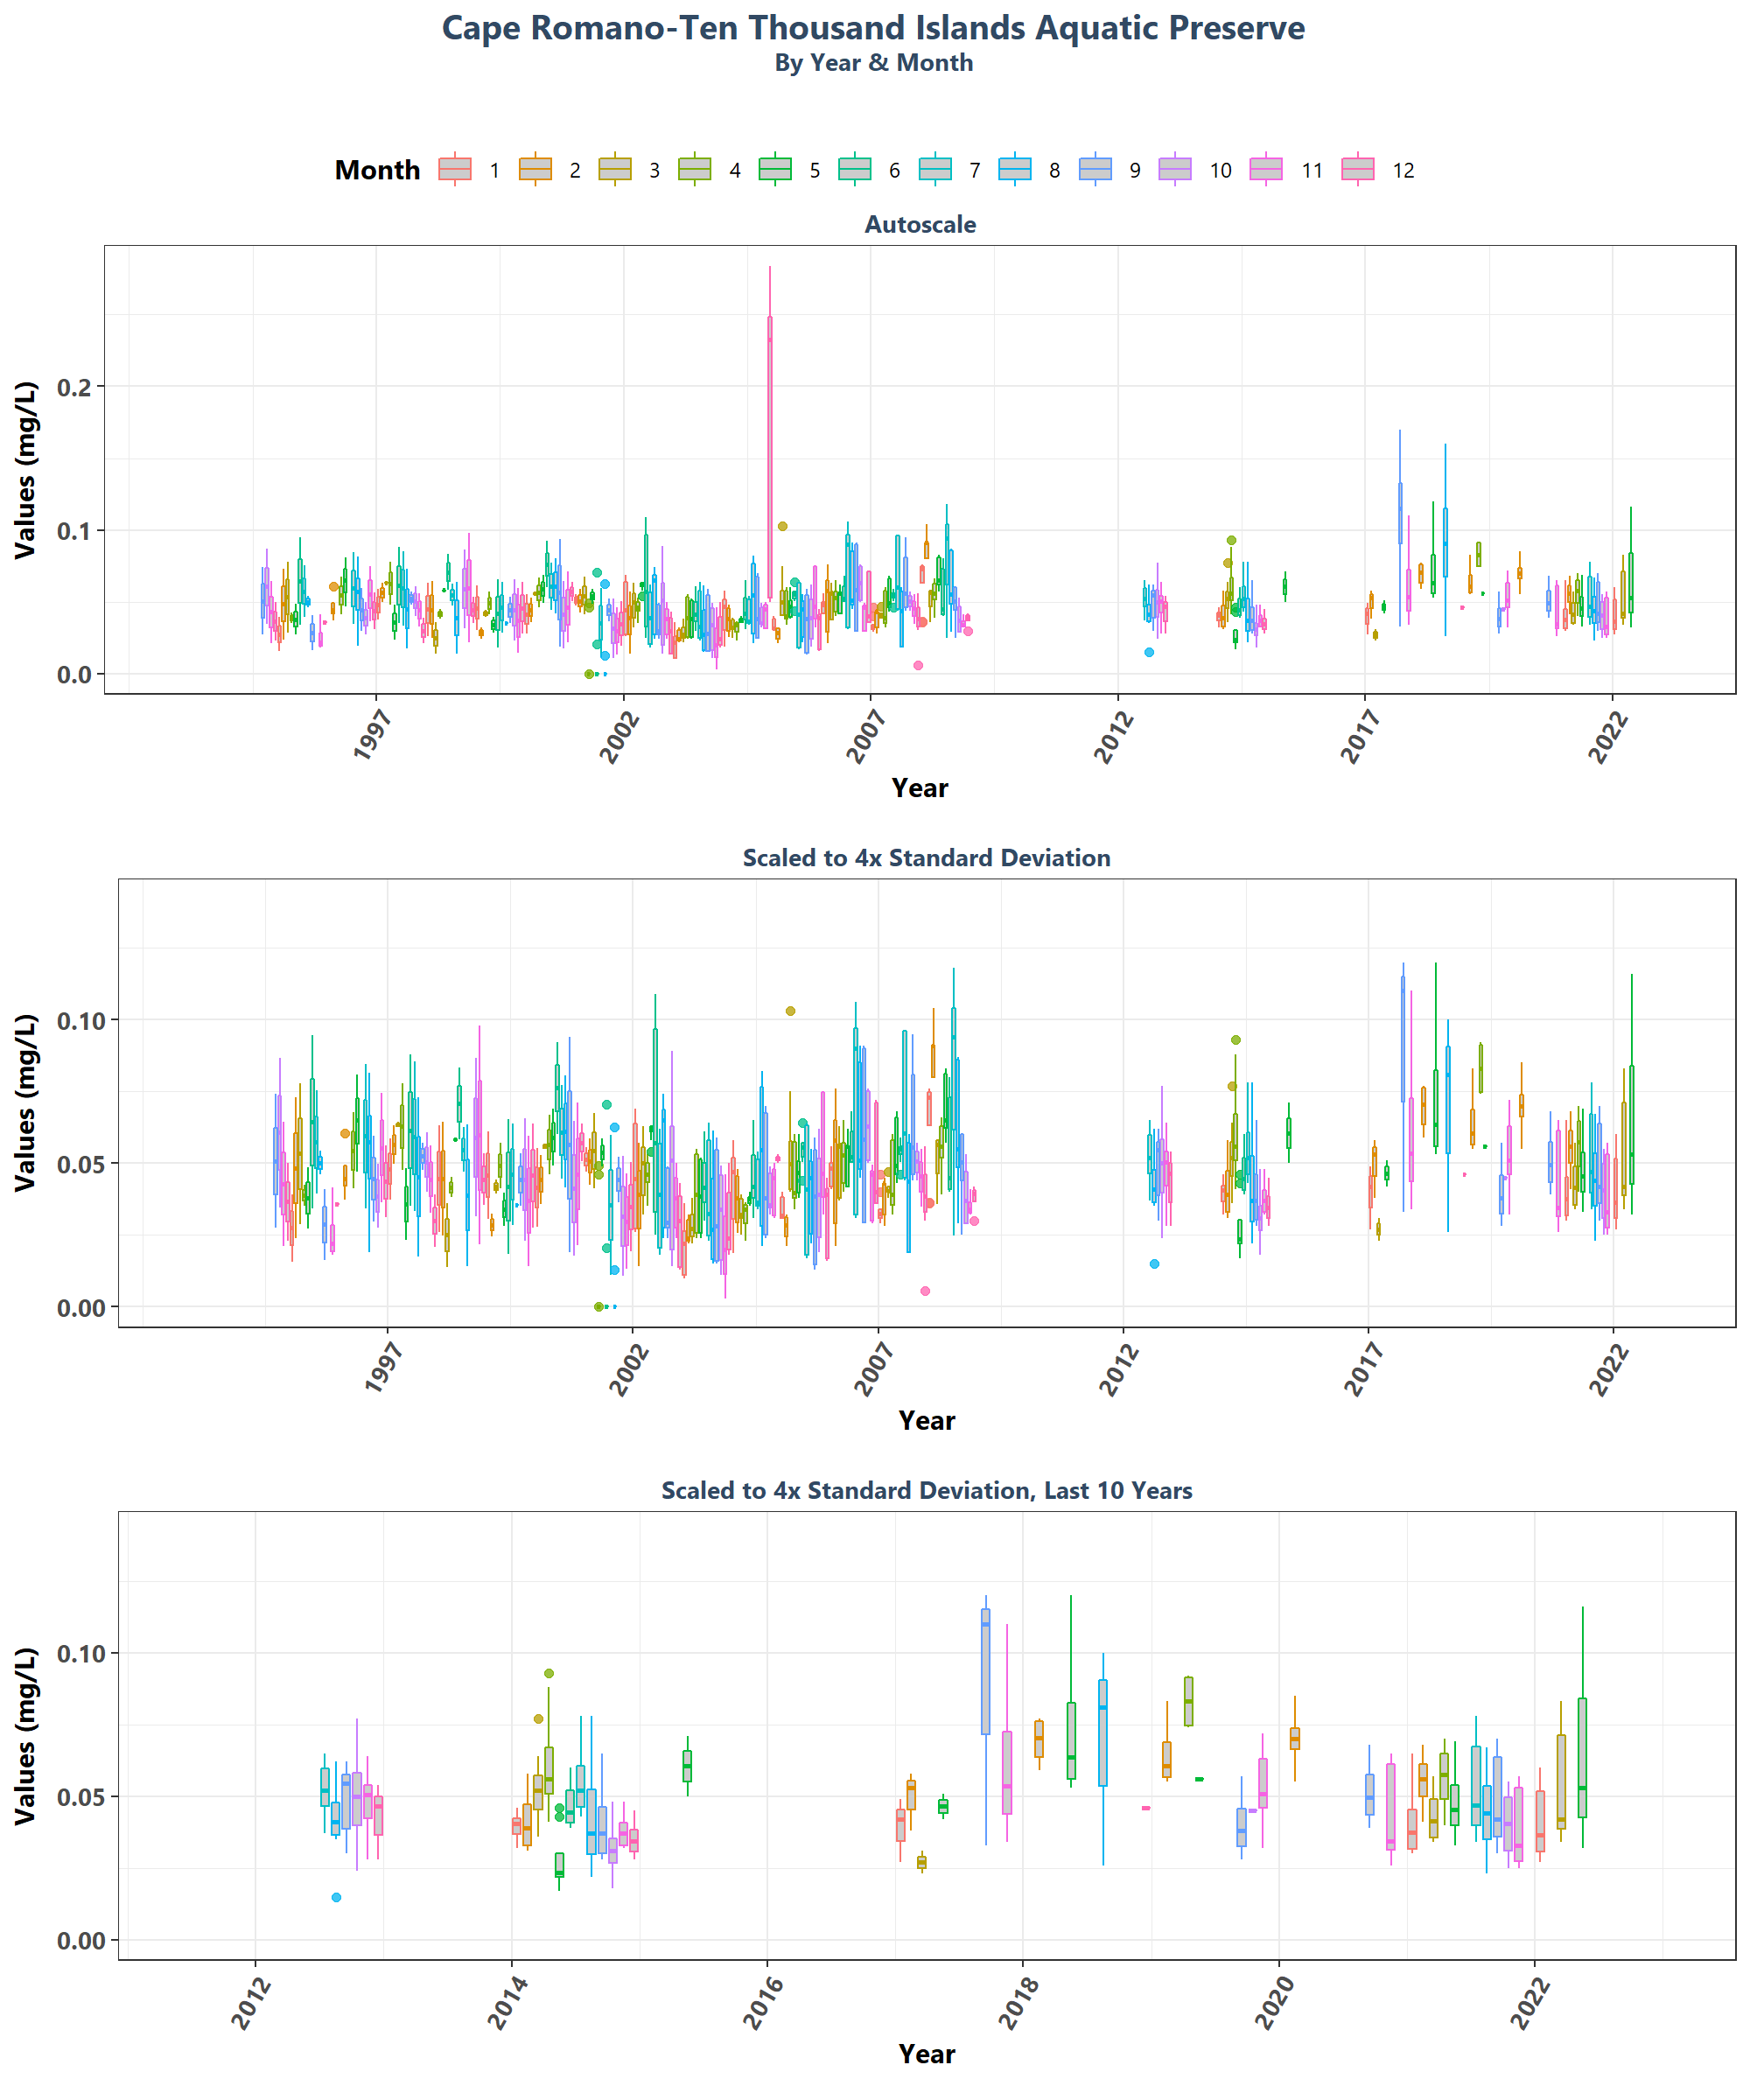 Cape Romano-Ten Thousand Islands Aquatic Preserve
By Year & Month
Month 1 2 3 4 5 6 7 8 9 10 11 12
Autoscale
Values (mg/L)
0.2
0.1
0.0
1997 2002 2007 2012 2017 2022
Year
Scaled to 4x Standard Deviation
Values (mg/L)
0.10
0.05
0.00
1997 2002 2007 2012 2017 2022
Year
Scaled to 4x Standard Deviation, Last 10 Years
Values (mg/L)
0.10
0.05
0.00
2012 2014 2016 2018 2020 2022
Year